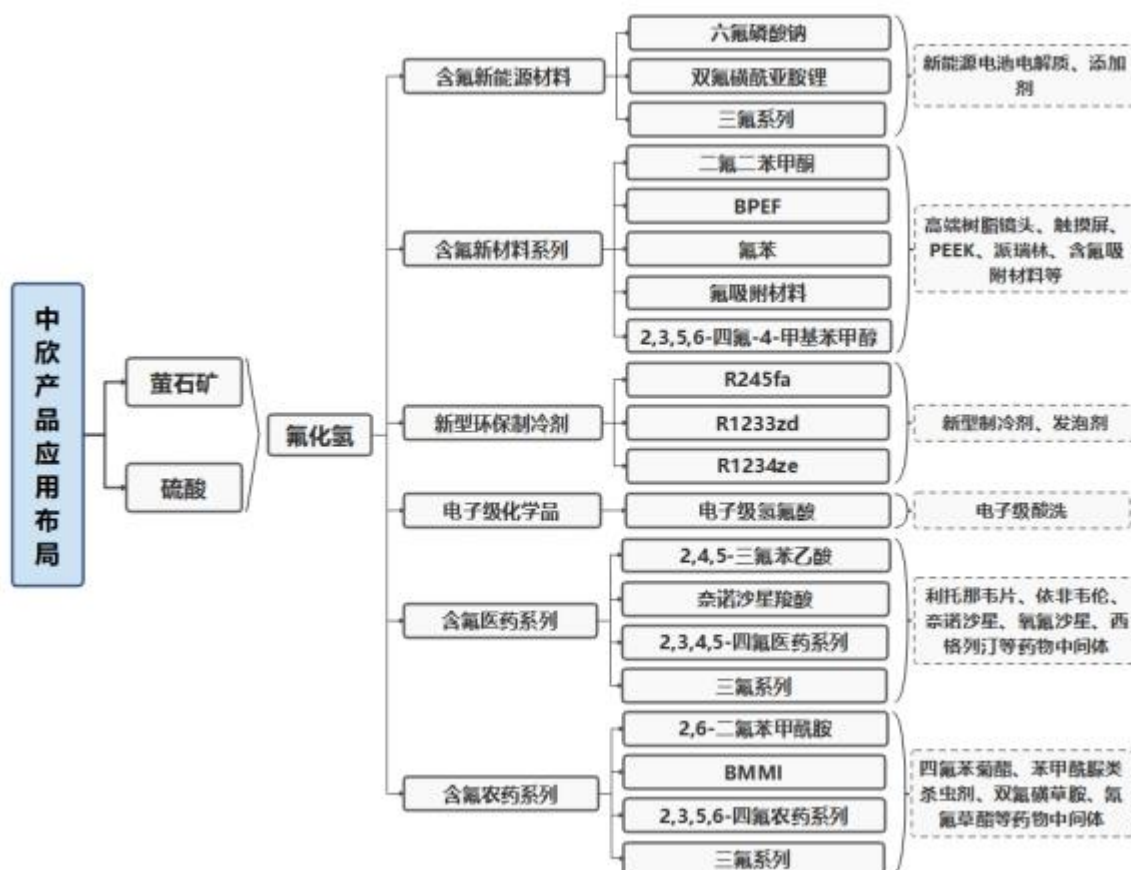 中欣产品应用布局
萤石矿
硫酸
氟化氢
含氟新能源材料
六氟磷酸钠
双氟磺酰亚胺锂
三氟系列
新能源电池电解质、添加
剂
含氟新材料系列
二氟二苯甲酮
BPEF
氟苯
氟吸附材料
2,3,5,6-四氟-4-甲基苯甲醇
高端树脂镜头、触摸屏、
PEEK、派瑞林、含氟吸
附材料等
新型环保制冷剂
R245fa
R1233zd
R1234ze
新型制冷剂、发泡剂
电子级化学品
电子级氢氟酸
电子级酸洗
含氟医药系列
2,4,5-三氟苯乙酸
奈诺沙星羧酸
2,3,4,5-四氟医药系列
三氟系列
利托那韦片、依非韦伦、
奈诺沙星、氧氟沙星、西
格列汀等药物中间体
含氟农药系列
2,6-二氟苯甲酰胺
BMMI
2,3,5,6-四氟农药系列
三氟系列
四氟苯菊酯、苯甲酰脲类
杀虫剂、双氟磺草胺、氰
氟草酯等药物中间体